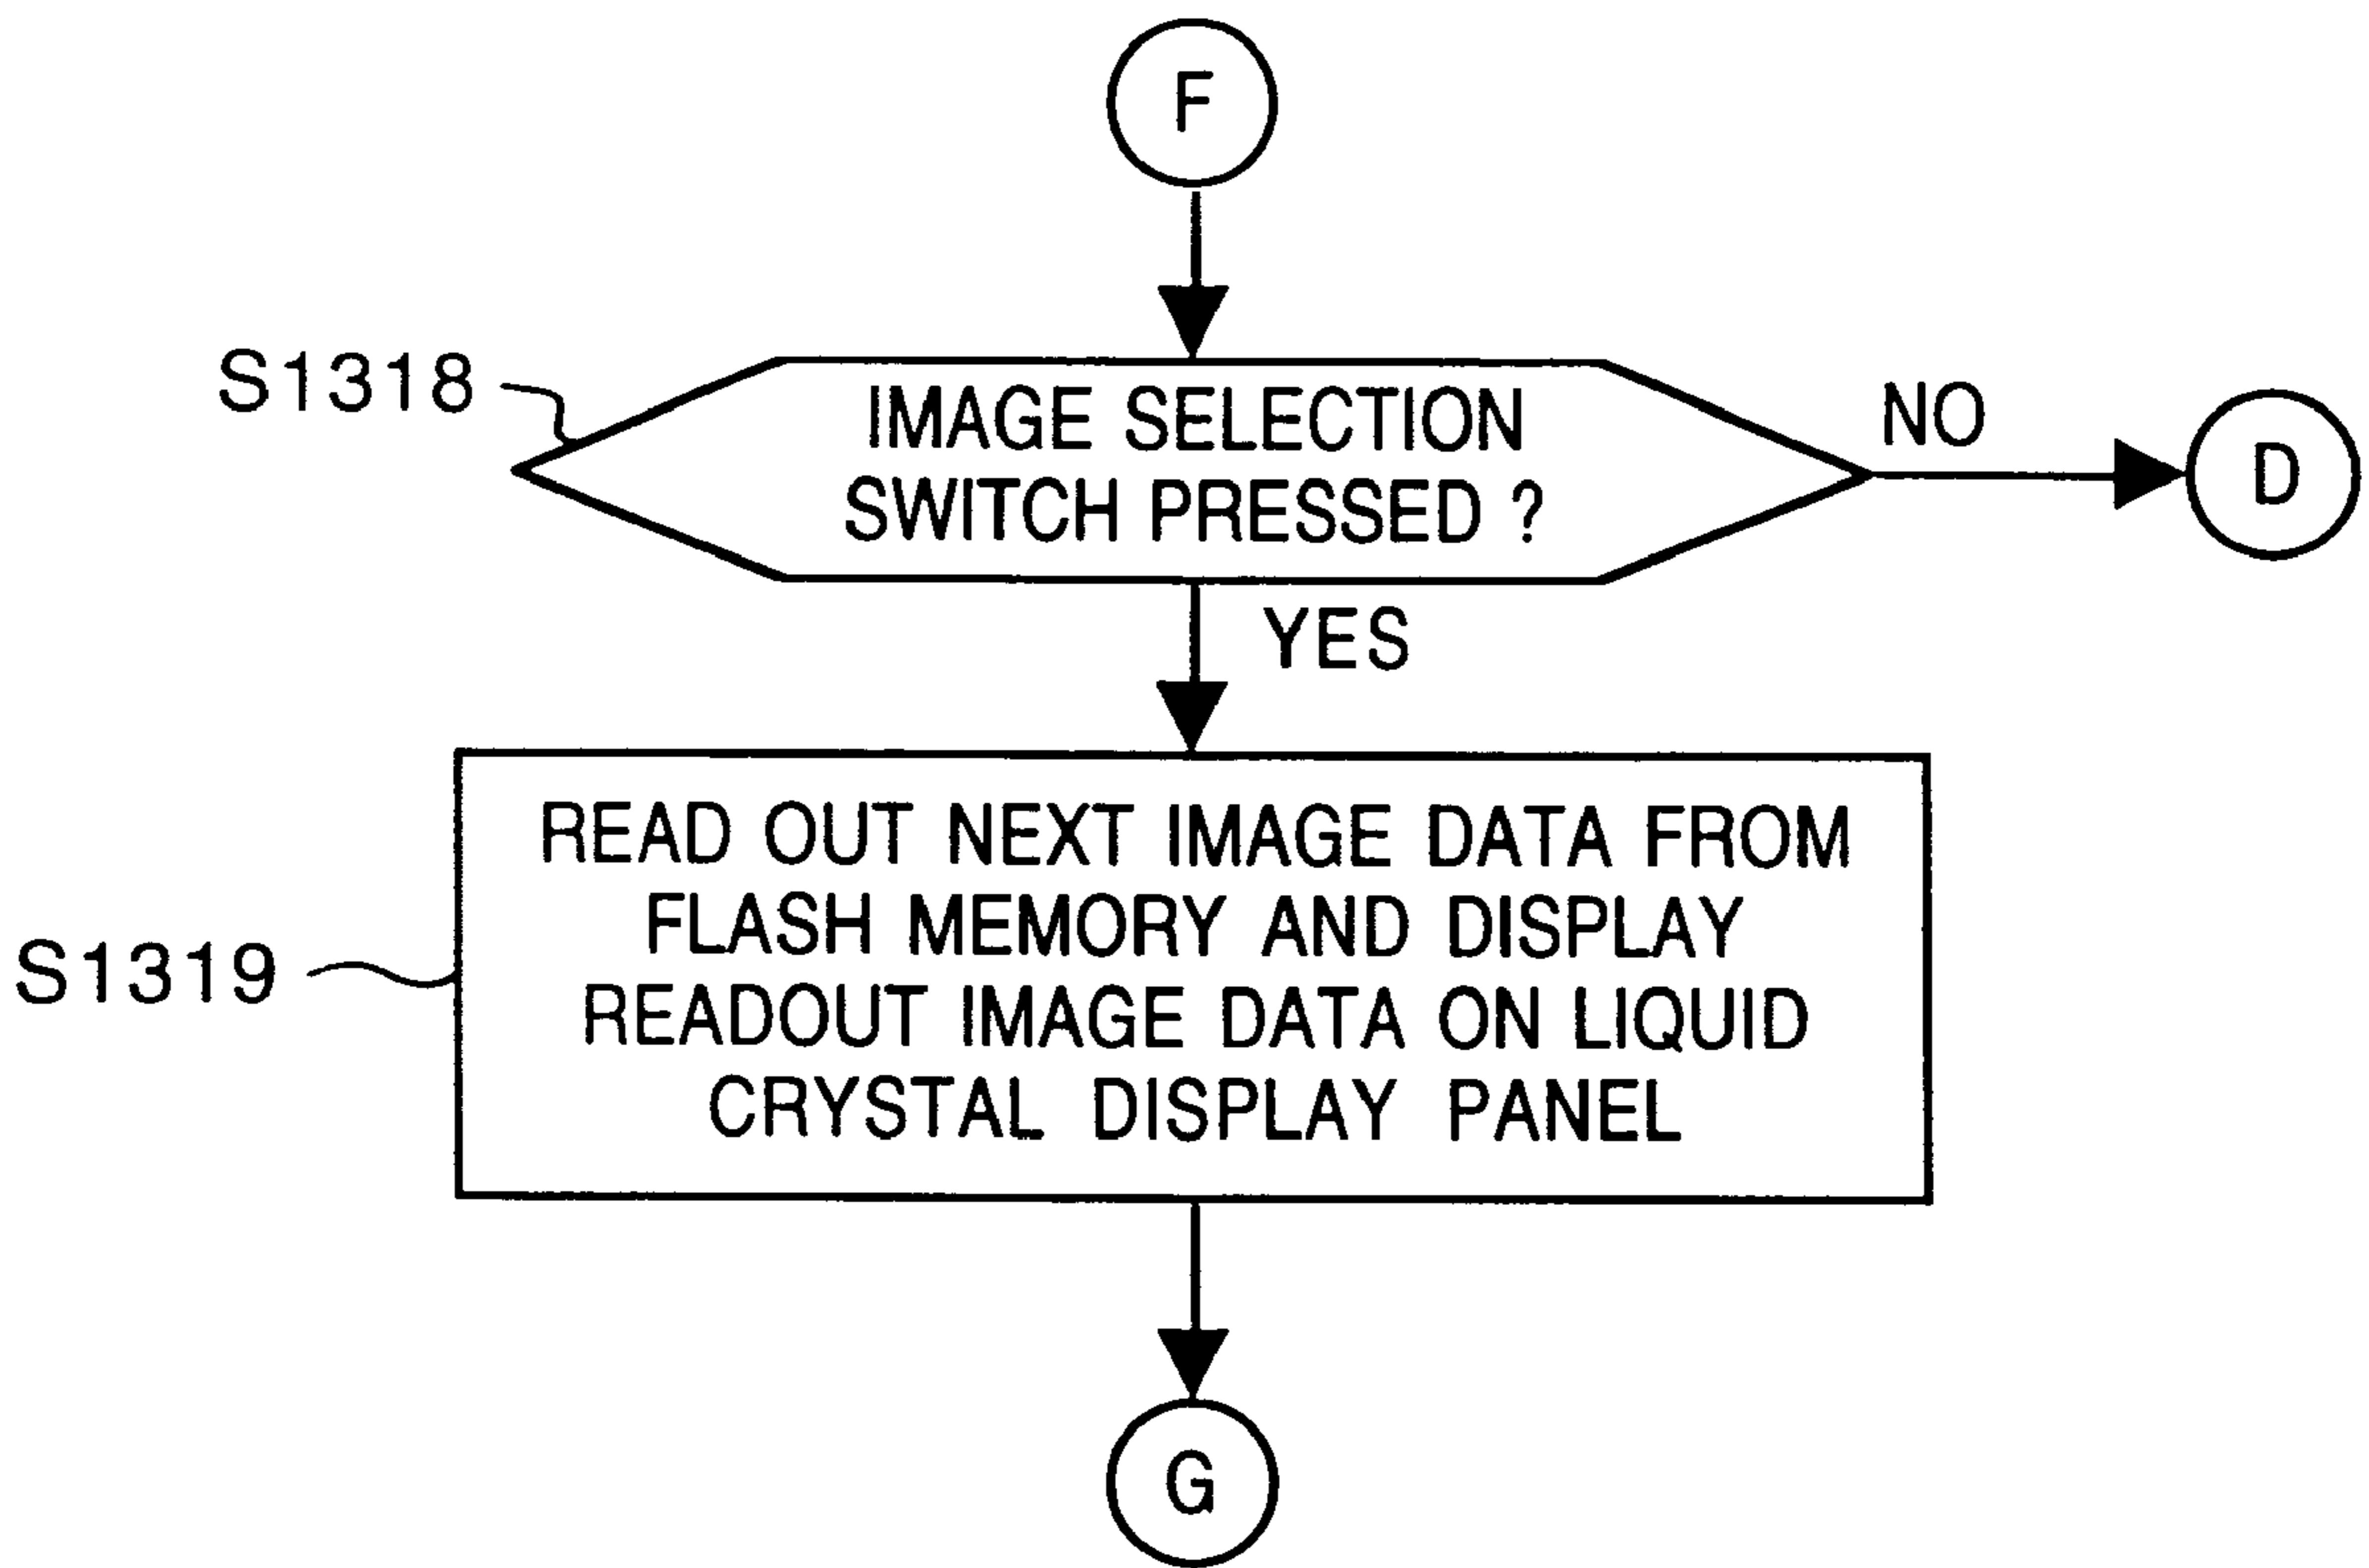 F
S1318
IMAGE SELECTION
SWITCH PRESSED ?
NO
D
YES
READ OUT NEXT IMAGE DATA FROM
FLASH MEMORY AND DISPLAY
READOUT IMAGE DATA ON LIQUID
CRYSTAL DISPLAY PANEL
S1319
G